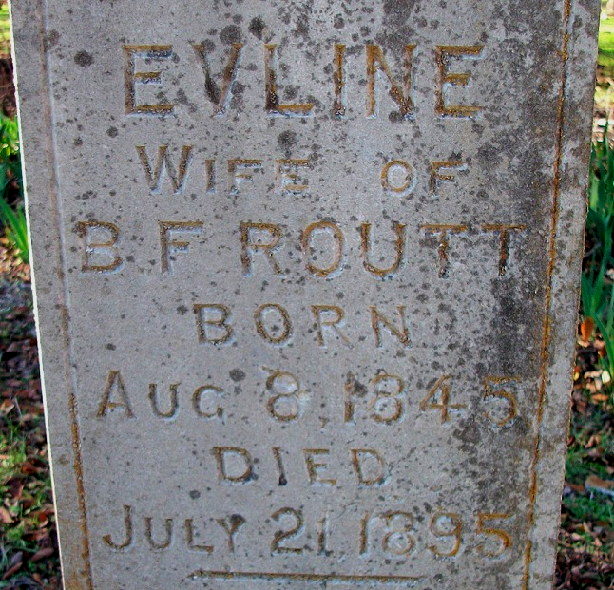 EVLINE
WIFE OF
B.F ROUTT
BORN
AUG 8, 1845
DIED
JULY 21, 1895